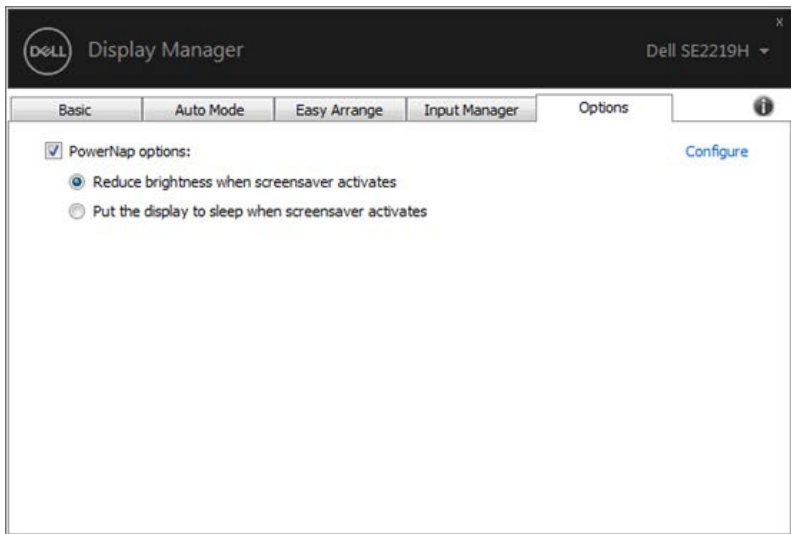 x
DELL Display Manager Dell SE2219H
Basic Auto Mode Easy Arrange Input Manager Options i
PowerNap options: Configure
Reduce brightness when screensaver activates
Put the display to sleep when screensaver activates